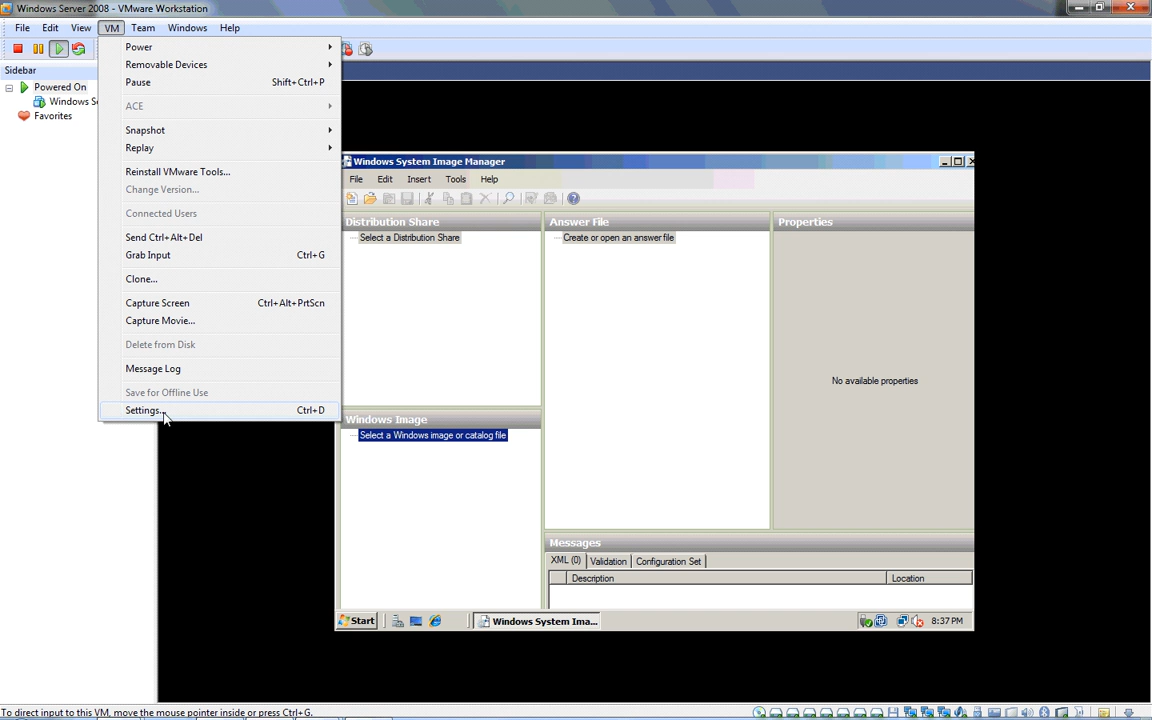 Windows Server 2008 - VMware Workstation
File Edit View VM Team Windows Help
Sidebar
Powered On
Windows Se
Favorites
Power
Removable Devices
Pause Shift+Ctrl+P
ACE
Snapshot
Replay
Reinstall VMware Tools...
Change Version...
Connected Users
Send Ctrl+Alt+Del
Grab Input Ctrl+G
Clone...
Capture Screen Ctrl+Alt+PrtScn
Capture Movie...
Delete from Disk
Message Log
Save for Offline Use
Settings... Ctrl+D
Windows System Image Manager
File Edit Insert Tools Help
Distribution Share
Select a Distribution Share
Answer File
Create or open an answer file
Properties
No available properties
Windows Image
Select a Windows image or catalog file
Messages
XML (0) Validation Configuration Set
Description Location
Start Windows System Ima... 8:37 PM
To direct input to this VM, move the mouse pointer inside or press Ctrl+G.